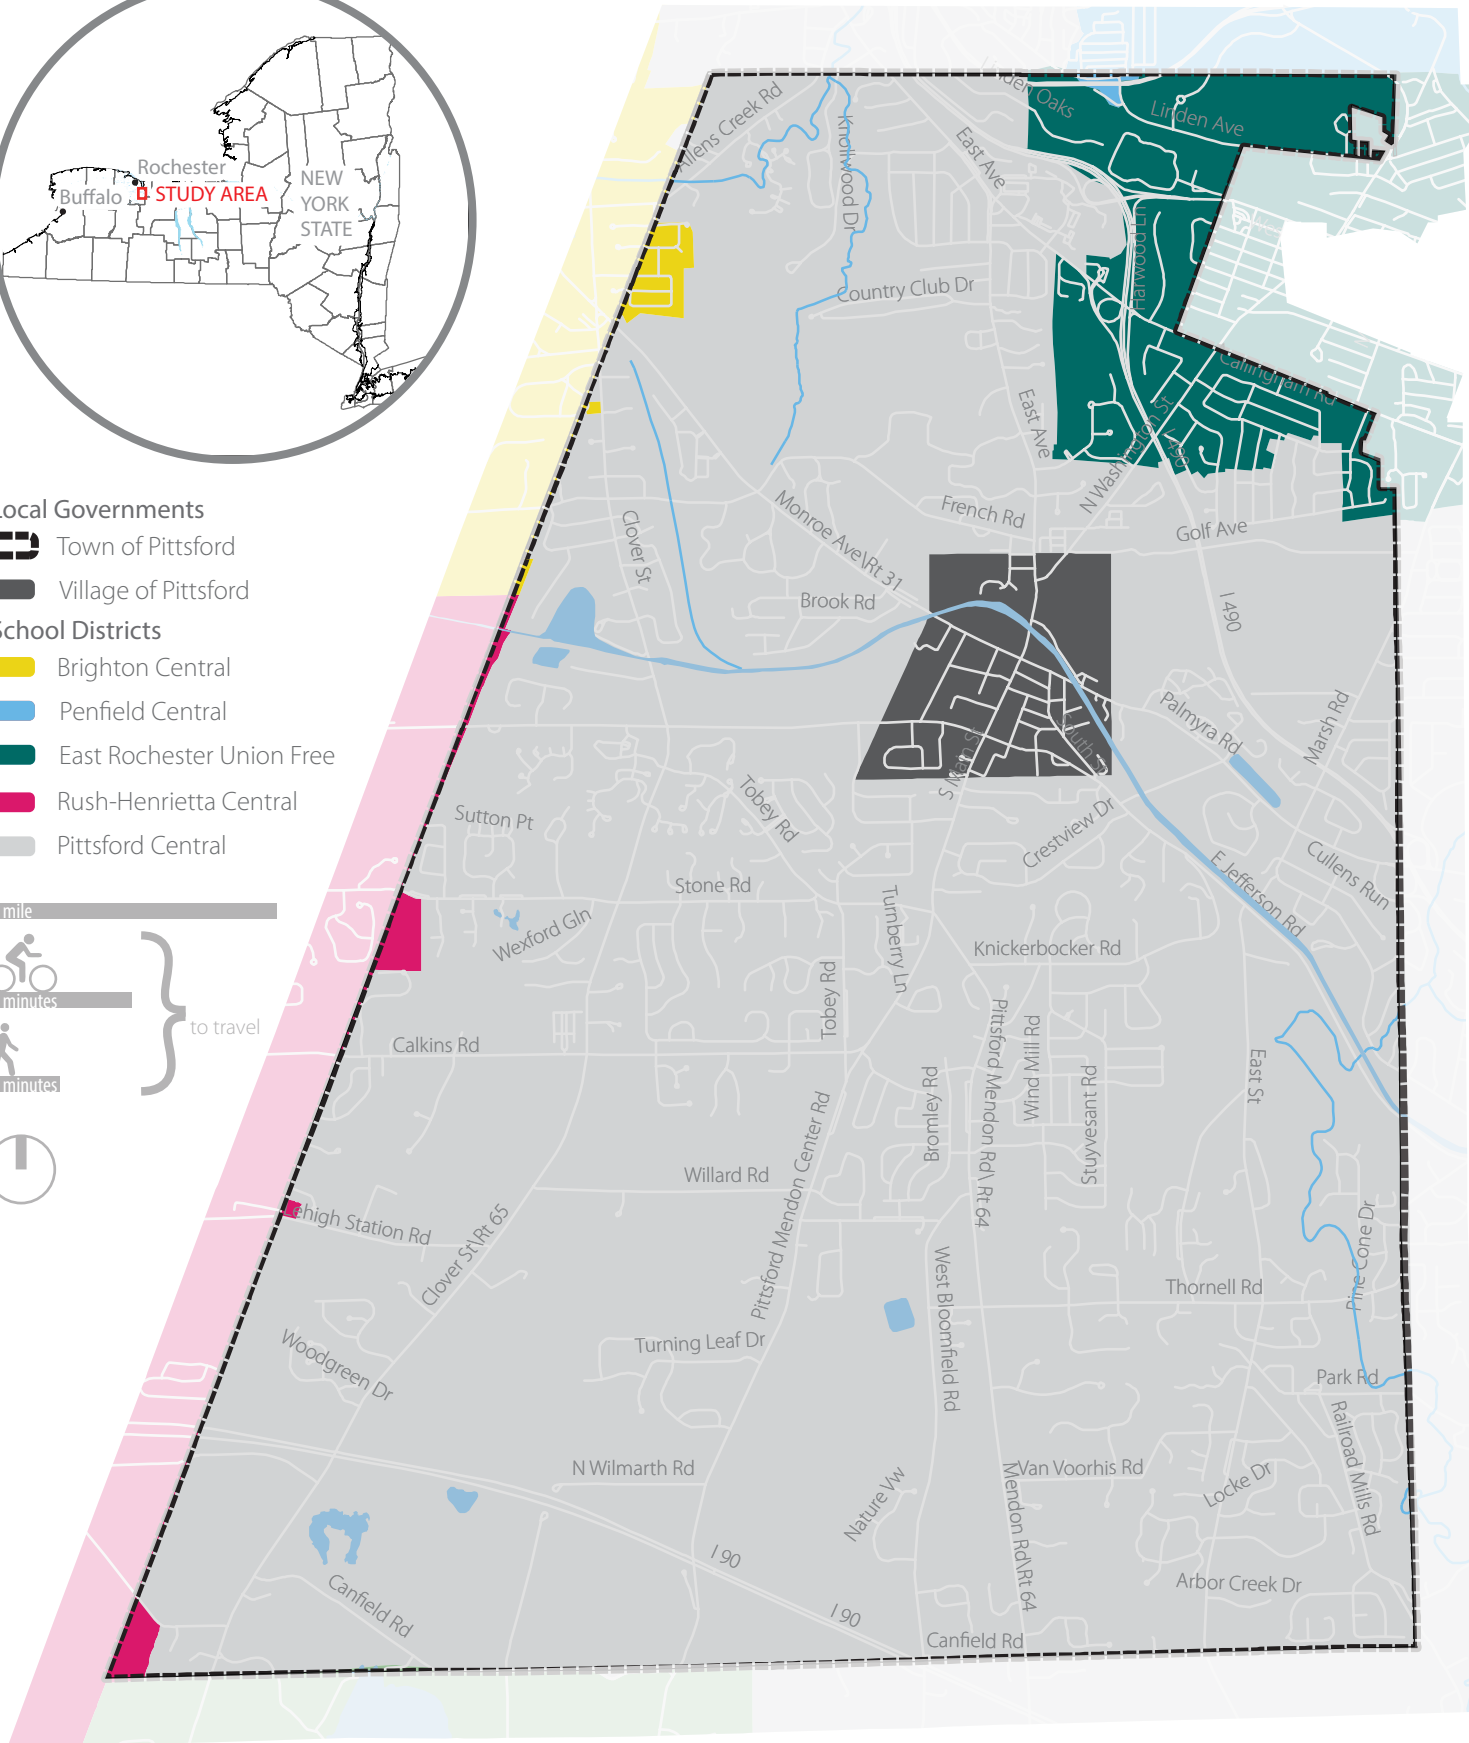 Rochester
Buffalo
STUDY AREA
NEW
YORK
STATE
Local Governments
Town of Pittsford
Village of Pittsford
School Districts
Brighton Central
Penfield Central
East Rochester Union Free
Rush-Henrietta Central
Pittsford Central
mile
minutes
to travel
minutes
Allens Creek Rd
Knollwood Dr
East Ave
Linden Oaks
Linden Ave
Harwood Ln
Country Club Dr
Callingham Rd
East Ave
N Washington St
I 490
Clover St
Monroe Ave\Rt 31
French Rd
Golf Ave
Brook Rd
I 490
Palmyra Rd
Marsh Rd
S Main St
South St
Sutton Pt
Tobey Rd
Crestview Dr
E Jefferson Rd
Cullens Run
Stone Rd
Wexford Gln
Turnberry Ln
Knickerbocker Rd
Tobey Rd
Calkins Rd
Pittsford Mendon Rd\ Rt 64
Wind Mill Rd
Stuyvesant Rd
East St
Bromley Rd
Pittsford Mendon Center Rd
Willard Rd
Lehigh Station Rd
Clover St\Rt 65
Pine Cone Dr
Thornell Rd
West Bloomfield Rd
Turning Leaf Dr
Woodgreen Dr
Park Rd
Railroad Mills Rd
N Wilmarth Rd
Van Voorhis Rd
Locke Dr
Nature Vw
Mendon Rd\Rt 64
I 90
Arbor Creek Dr
Canfield Rd
I 90
Canfield Rd